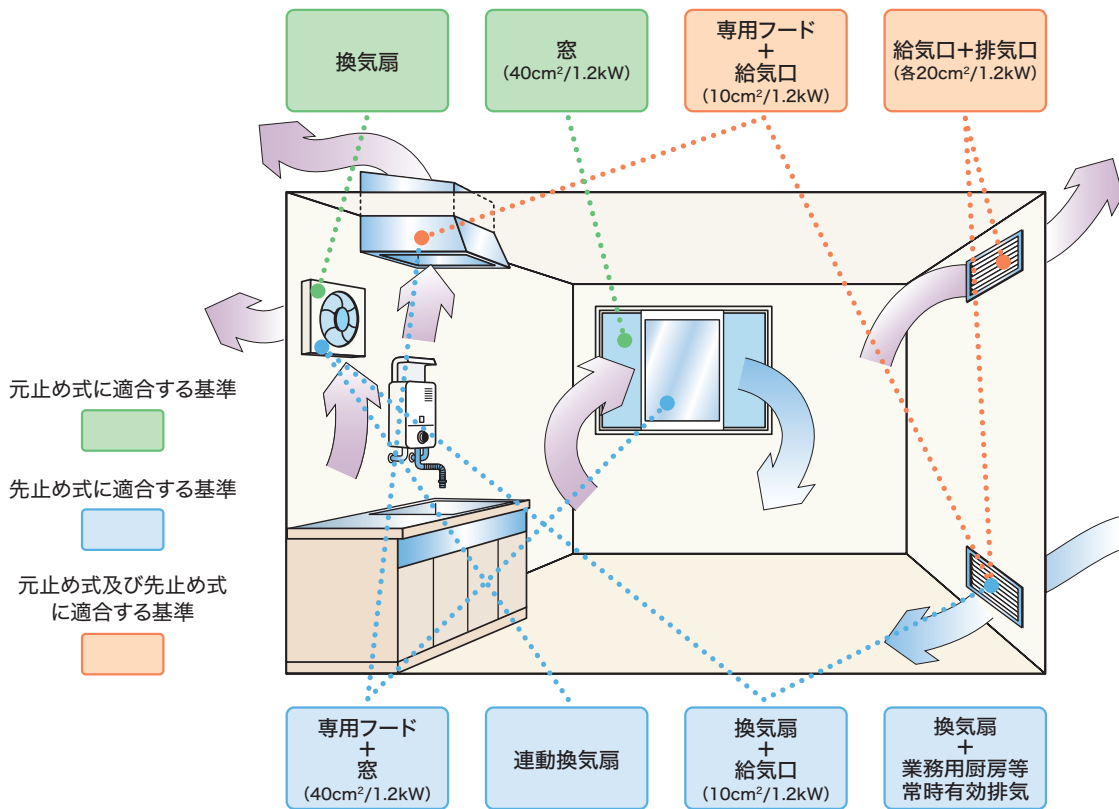 換気扇
窓
（40cm²/1.2kW）
専用フード
＋
給気口
（10cm²/1.2kW）
給気口＋排気口
（各20cm²/1.2kW）
元止め式に適合する基準
先止め式に適合する基準
元止め式及び先止め式
に適合する基準
専用フード
＋
窓
（40cm²/1.2kW）
連動換気扇
換気扇
＋
給気口
（10cm²/1.2kW）
換気扇
＋
業務用厨房等
常時有効排気